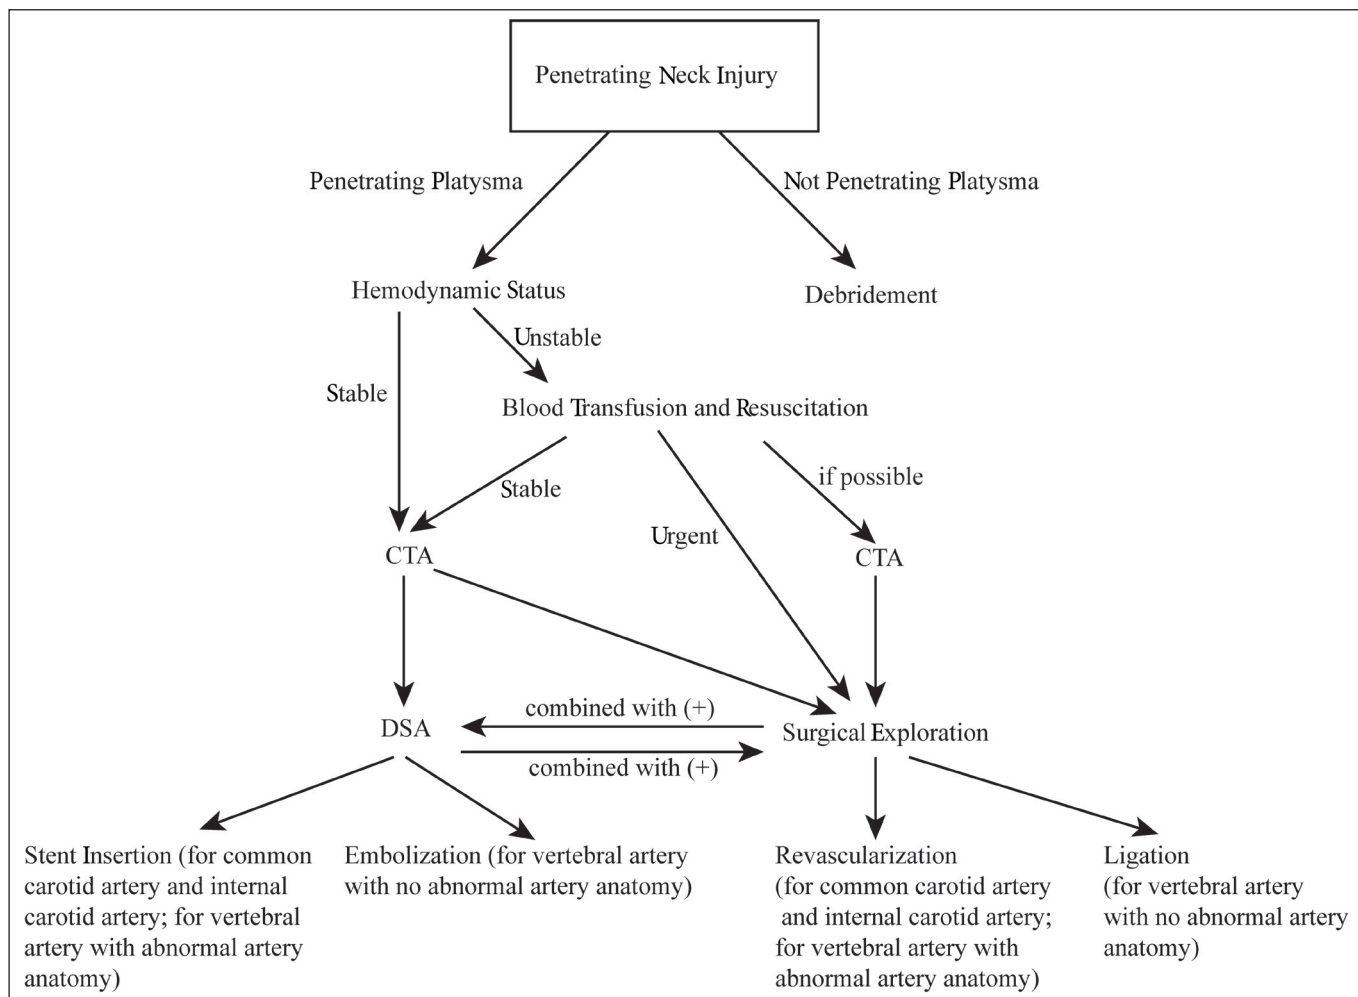 Penetrating Neck Injury
Penetrating Platysma
Not Penetrating Platysma
Hemodynamic Status
Debridement
Unstable
Stable
Blood Transfusion and Resuscitation
if possible
Stable
Urgent
CTA
CTA
combined with (+)
DSA
Surgical Exploration
combined with (+)
Stent Insertion (for common
carotid artery and internal
carotid artery; for vertebral
artery with abnormal artery
anatomy)
Embolization (for vertebral artery
with no abnormal artery anatomy)
Revascularization
(for common carotid artery
and internal carotid artery;
for vertebral artery with
abnormal artery anatomy)
Ligation
(for vertebral artery
with no abnormal artery
anatomy)